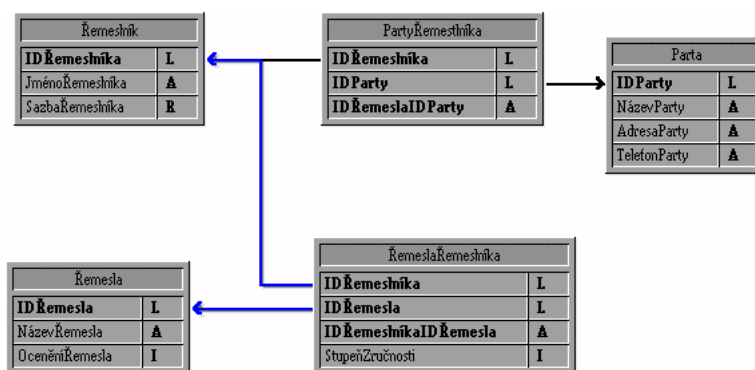 Řemeslník
IDŘemeslníka L
JménoŘemeslníka A
SazbaŘemeslníka R
PartyŘemestlníka
IDŘemeslníka L
IDParty L
IDŘemeslaIDParty A
Parta
IDParty L
NázevParty A
AdresaParty A
TelefonParty A
Řemesla
IDŘemesla L
NázevŘemesla A
OceněníŘemesla I
ŘemeslaŘemeslníka
IDŘemeslníka L
IDŘemesla L
IDŘemeslníkaIDŘemesla A
StupeňZručnosti I